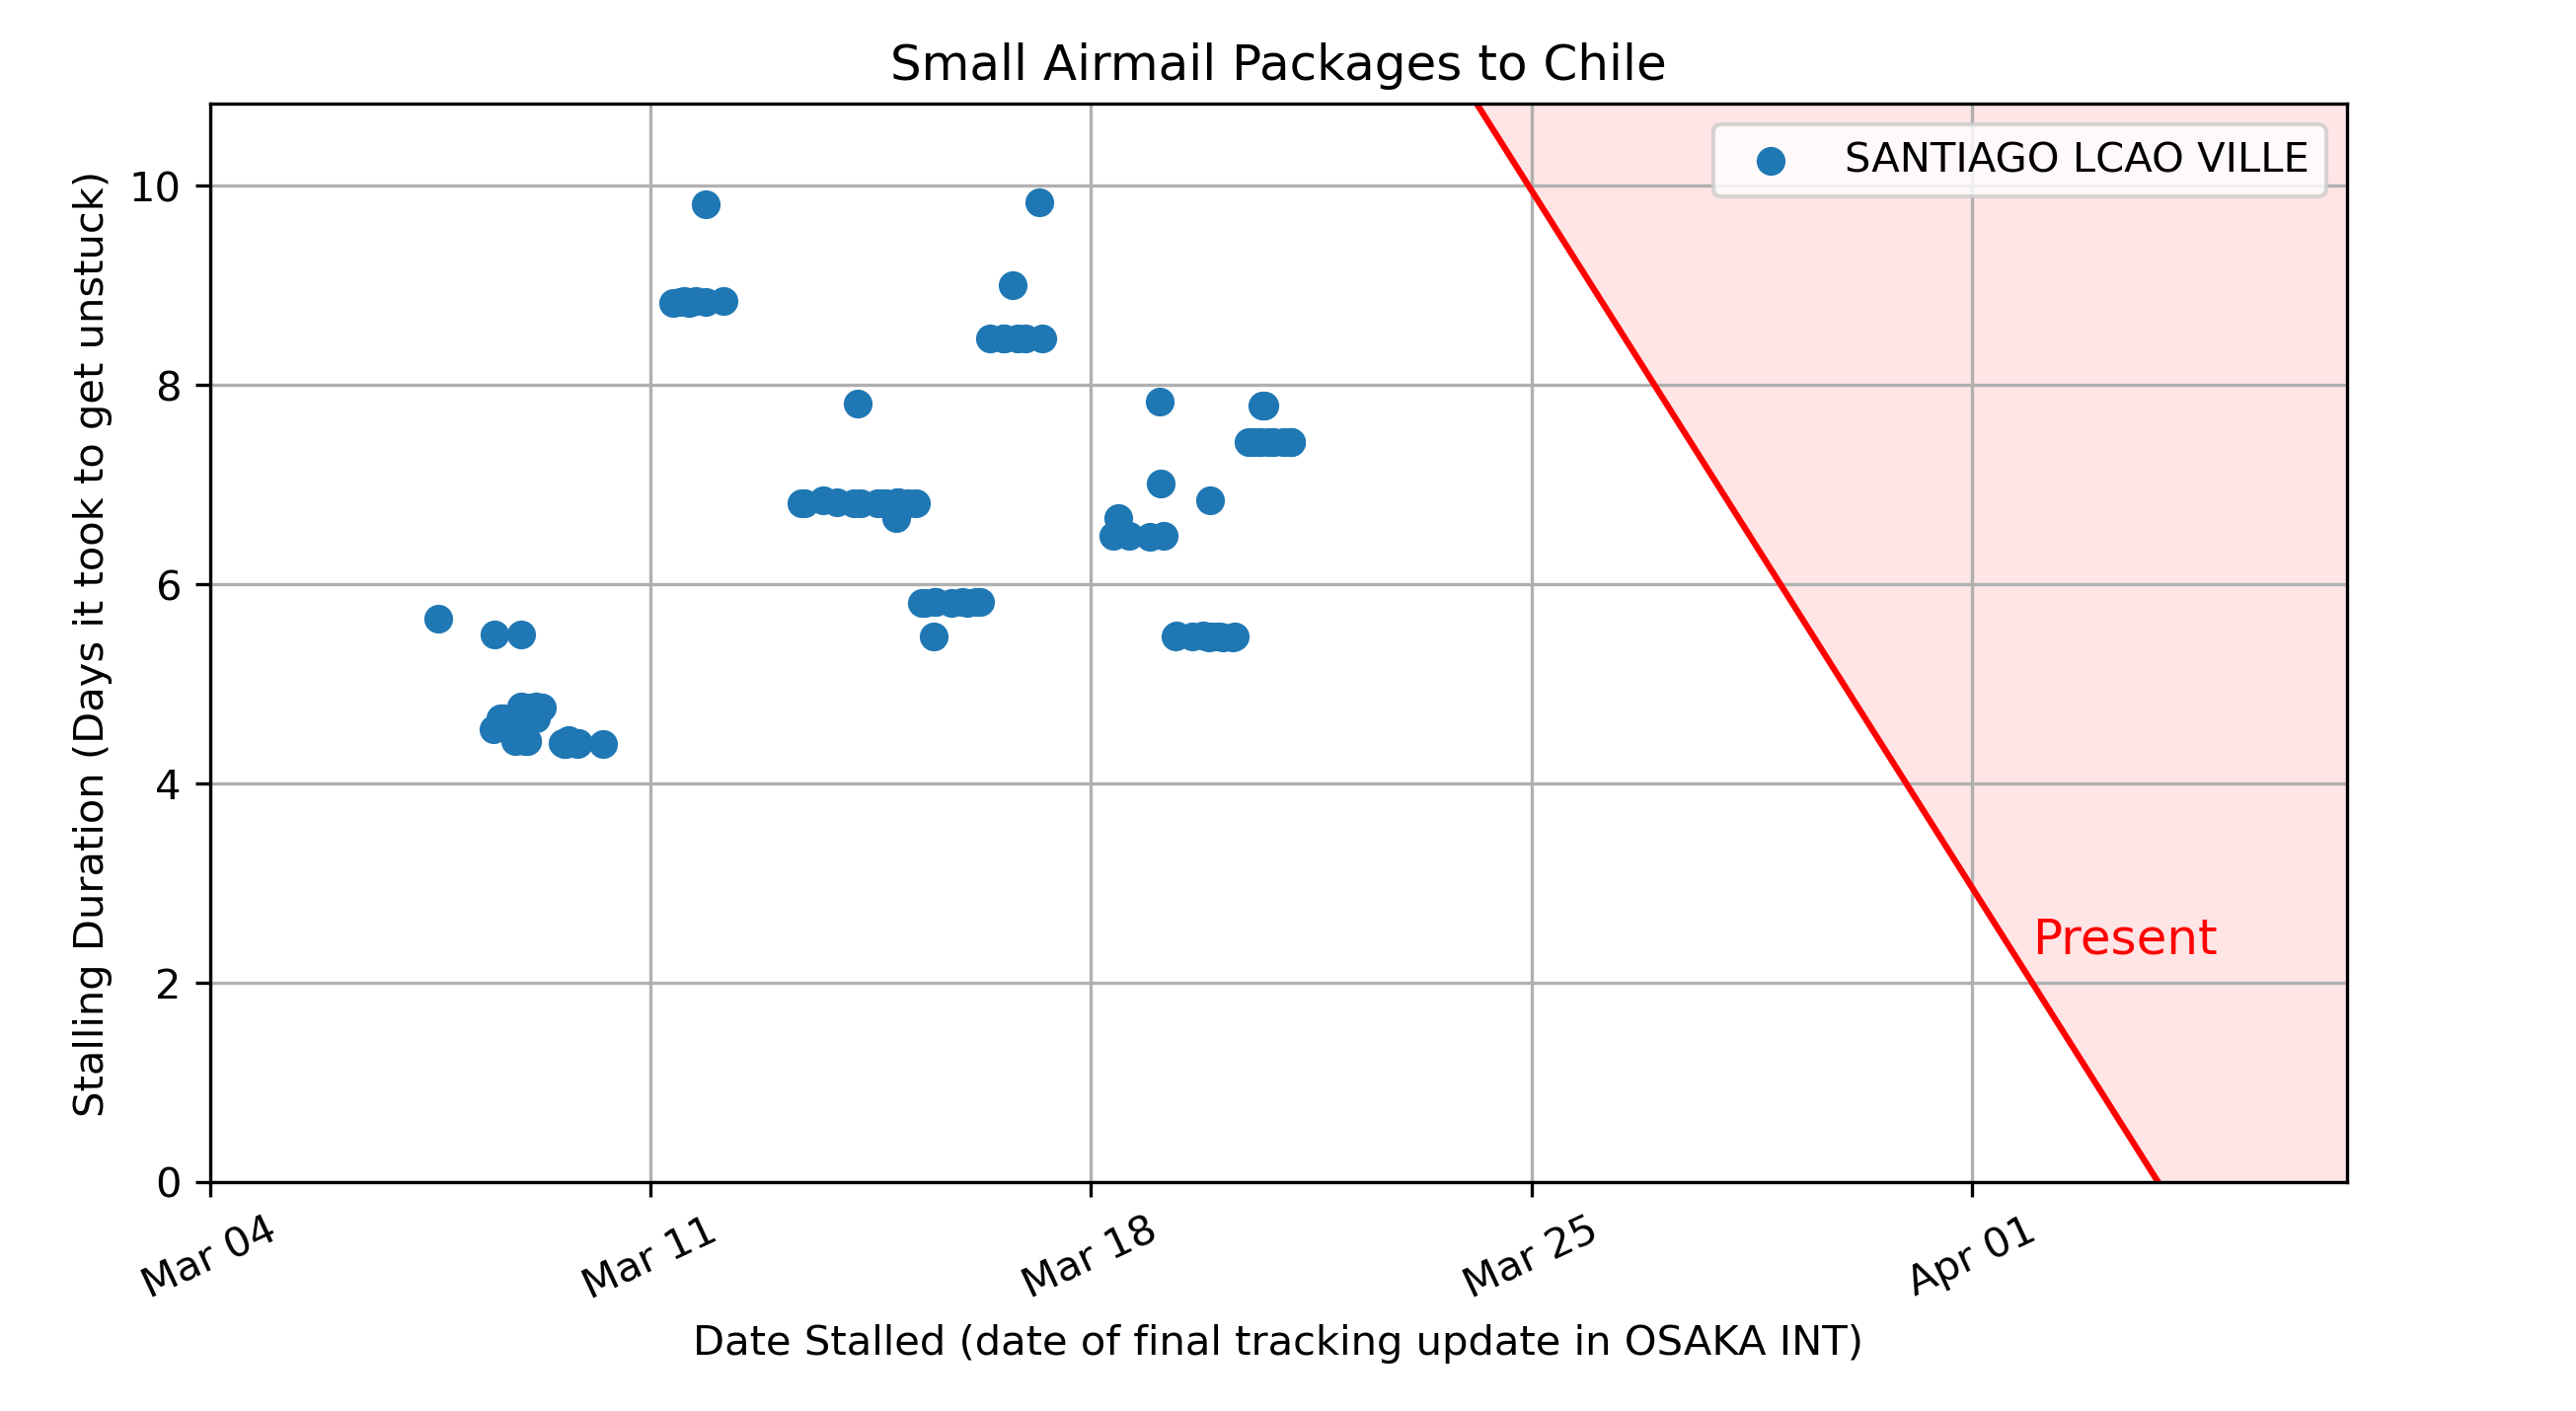 Small Airmail Packages to Chile
SANTIAGO LCAO VILLE
Stalling Duration (Days it took to get unstuck)
10
8
6
4
2
0
Present
Mar 04
Mar 11
Mar 18
Mar 25
Apr 01
Date Stalled (date of final tracking update in OSAKA INT)